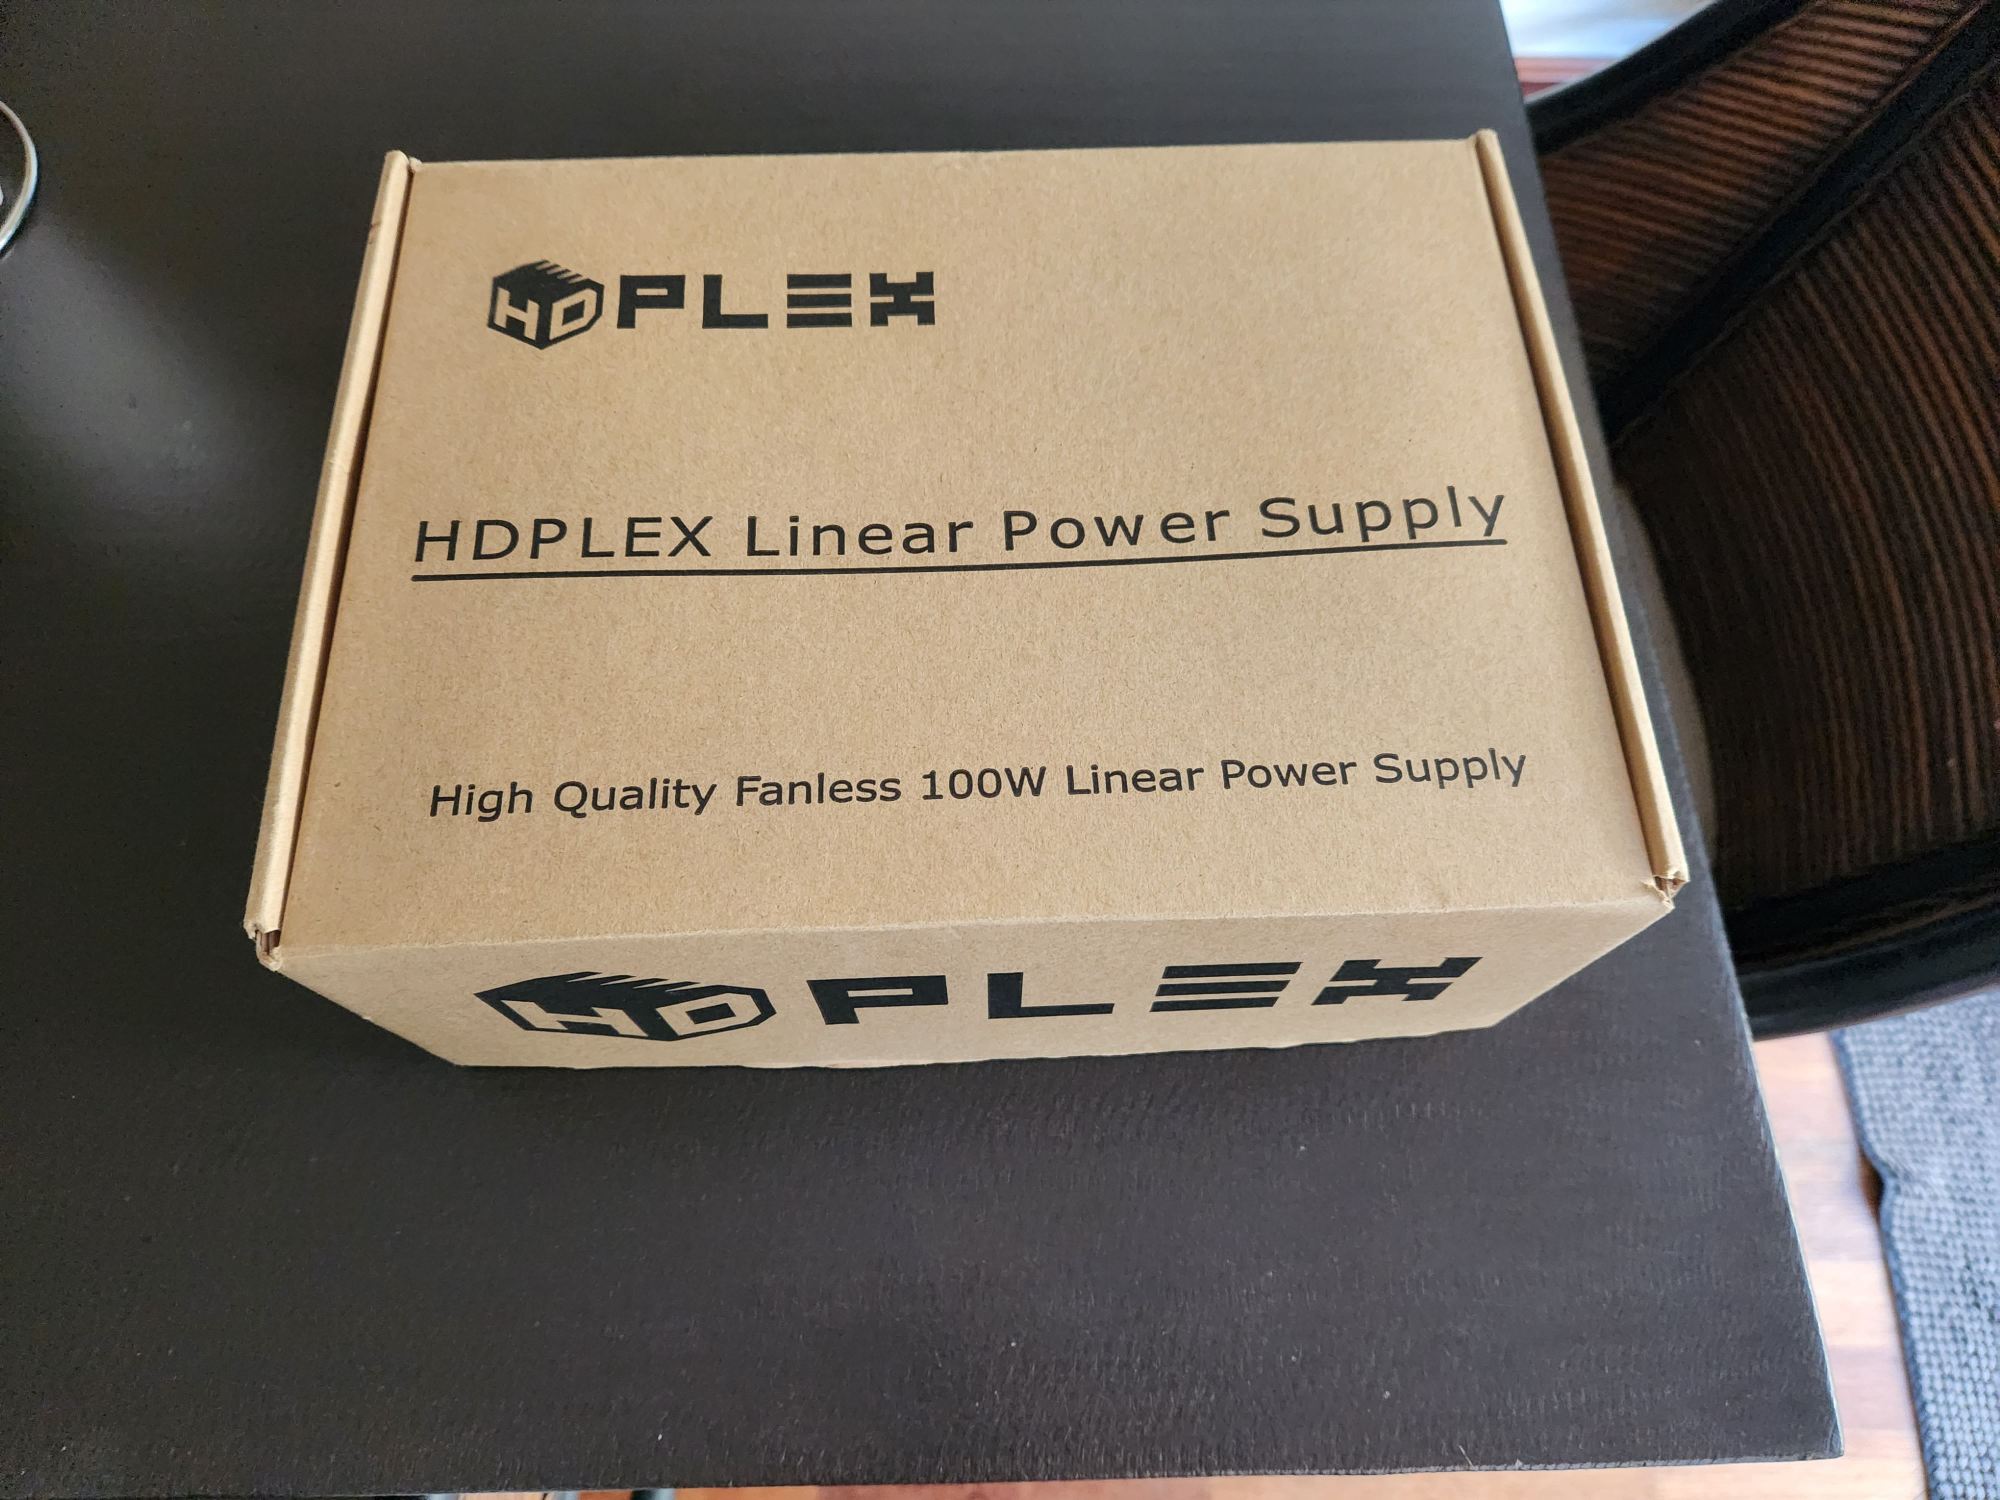 HDPLEX
HDPLEX Linear Power Supply
High Quality Fanless 100W Linear Power Supply
HDPLEX